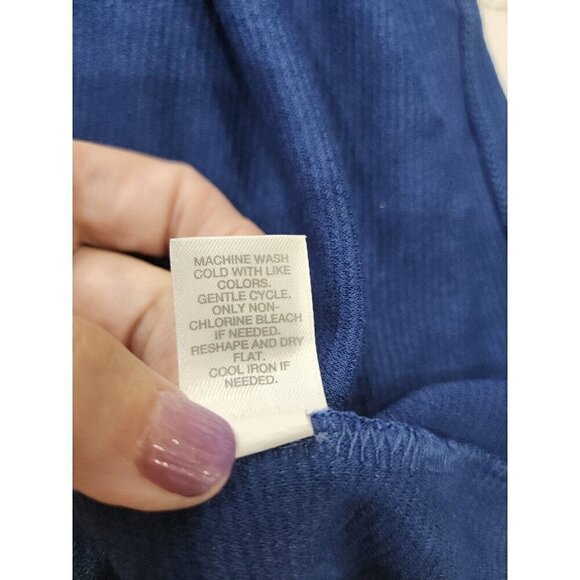 MACHINE WASH
COLD WITH LIKE
COLORS.
GENTLE CYCLE.
ONLY NON-
CHLORINE BLEACH
IF NEEDED.
RESHAPE AND DRY
FLAT.
COOL IRON IF
NEEDED.